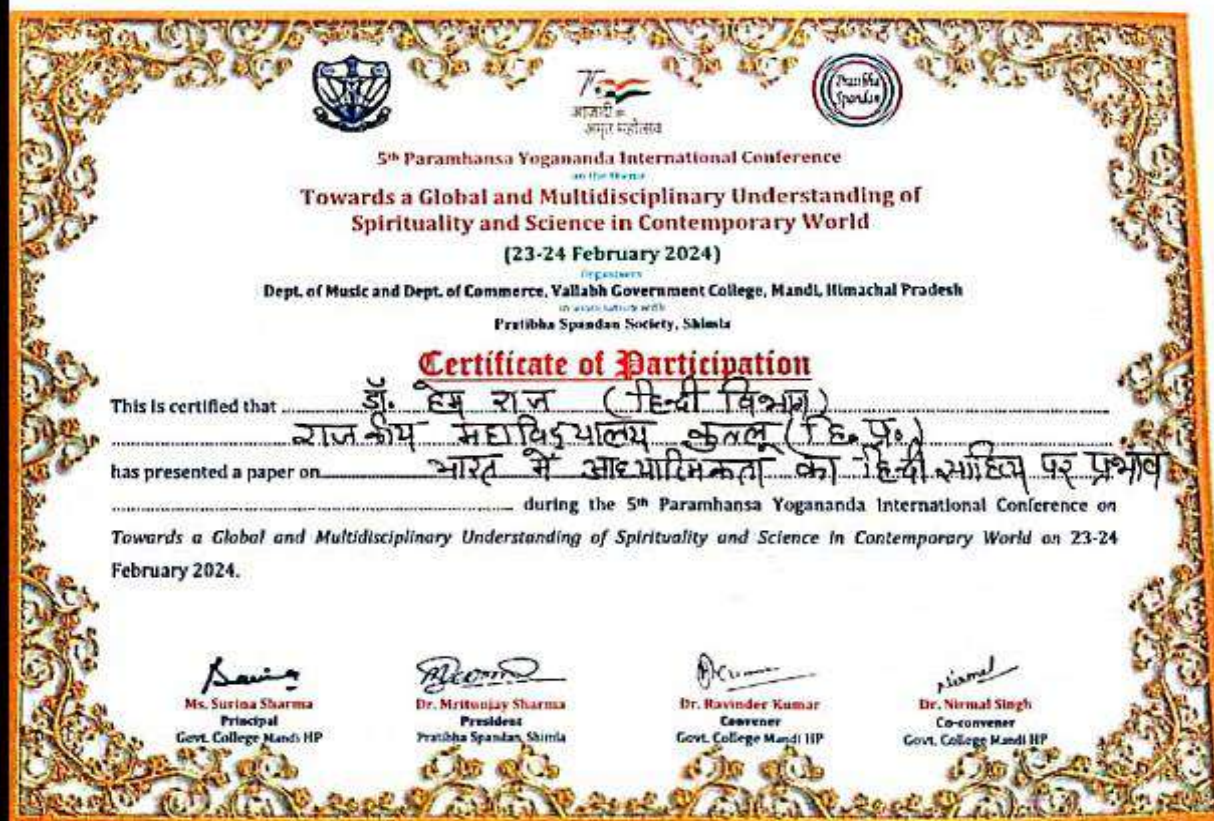 75
आज़ादी का
अमृत महोत्सव
Pratibha
Spandan
5th Paramhansa Yogananda International Conference
on the theme
Towards a Global and Multidisciplinary Understanding of
Spirituality and Science in Contemporary World
(23-24 February 2024)
Organisers
Dept. of Music and Dept. of Commerce, Vallabh Government College, Mandi, Himachal Pradesh
Pratibha Spandan Society, Shimla
Certificate of Participation
This is certified that डॉ. हेम राज (हिन्दी विभाग)
राजकीय महाविद्यालय कुल्लू (हि. प्र.)
has presented a paper on भारत में आध्यात्मिकता का हिन्दी साहित्य पर प्रभाव
during the 5th Paramhansa Yogananda International Conference on
Towards a Global and Multidisciplinary Understanding of Spirituality and Science in Contemporary World on 23-24
February 2024.
Ms. Surina Sharma
Principal
Govt. College Mandi HP
Dr. Mritunjay Sharma
President
Pratibha Spandan, Shimla
Dr. Ravinder Kumar
Convener
Govt. College Mandi HP
Nirmal
Dr. Nirmal Singh
Co-convener
Govt. College Mandi HP